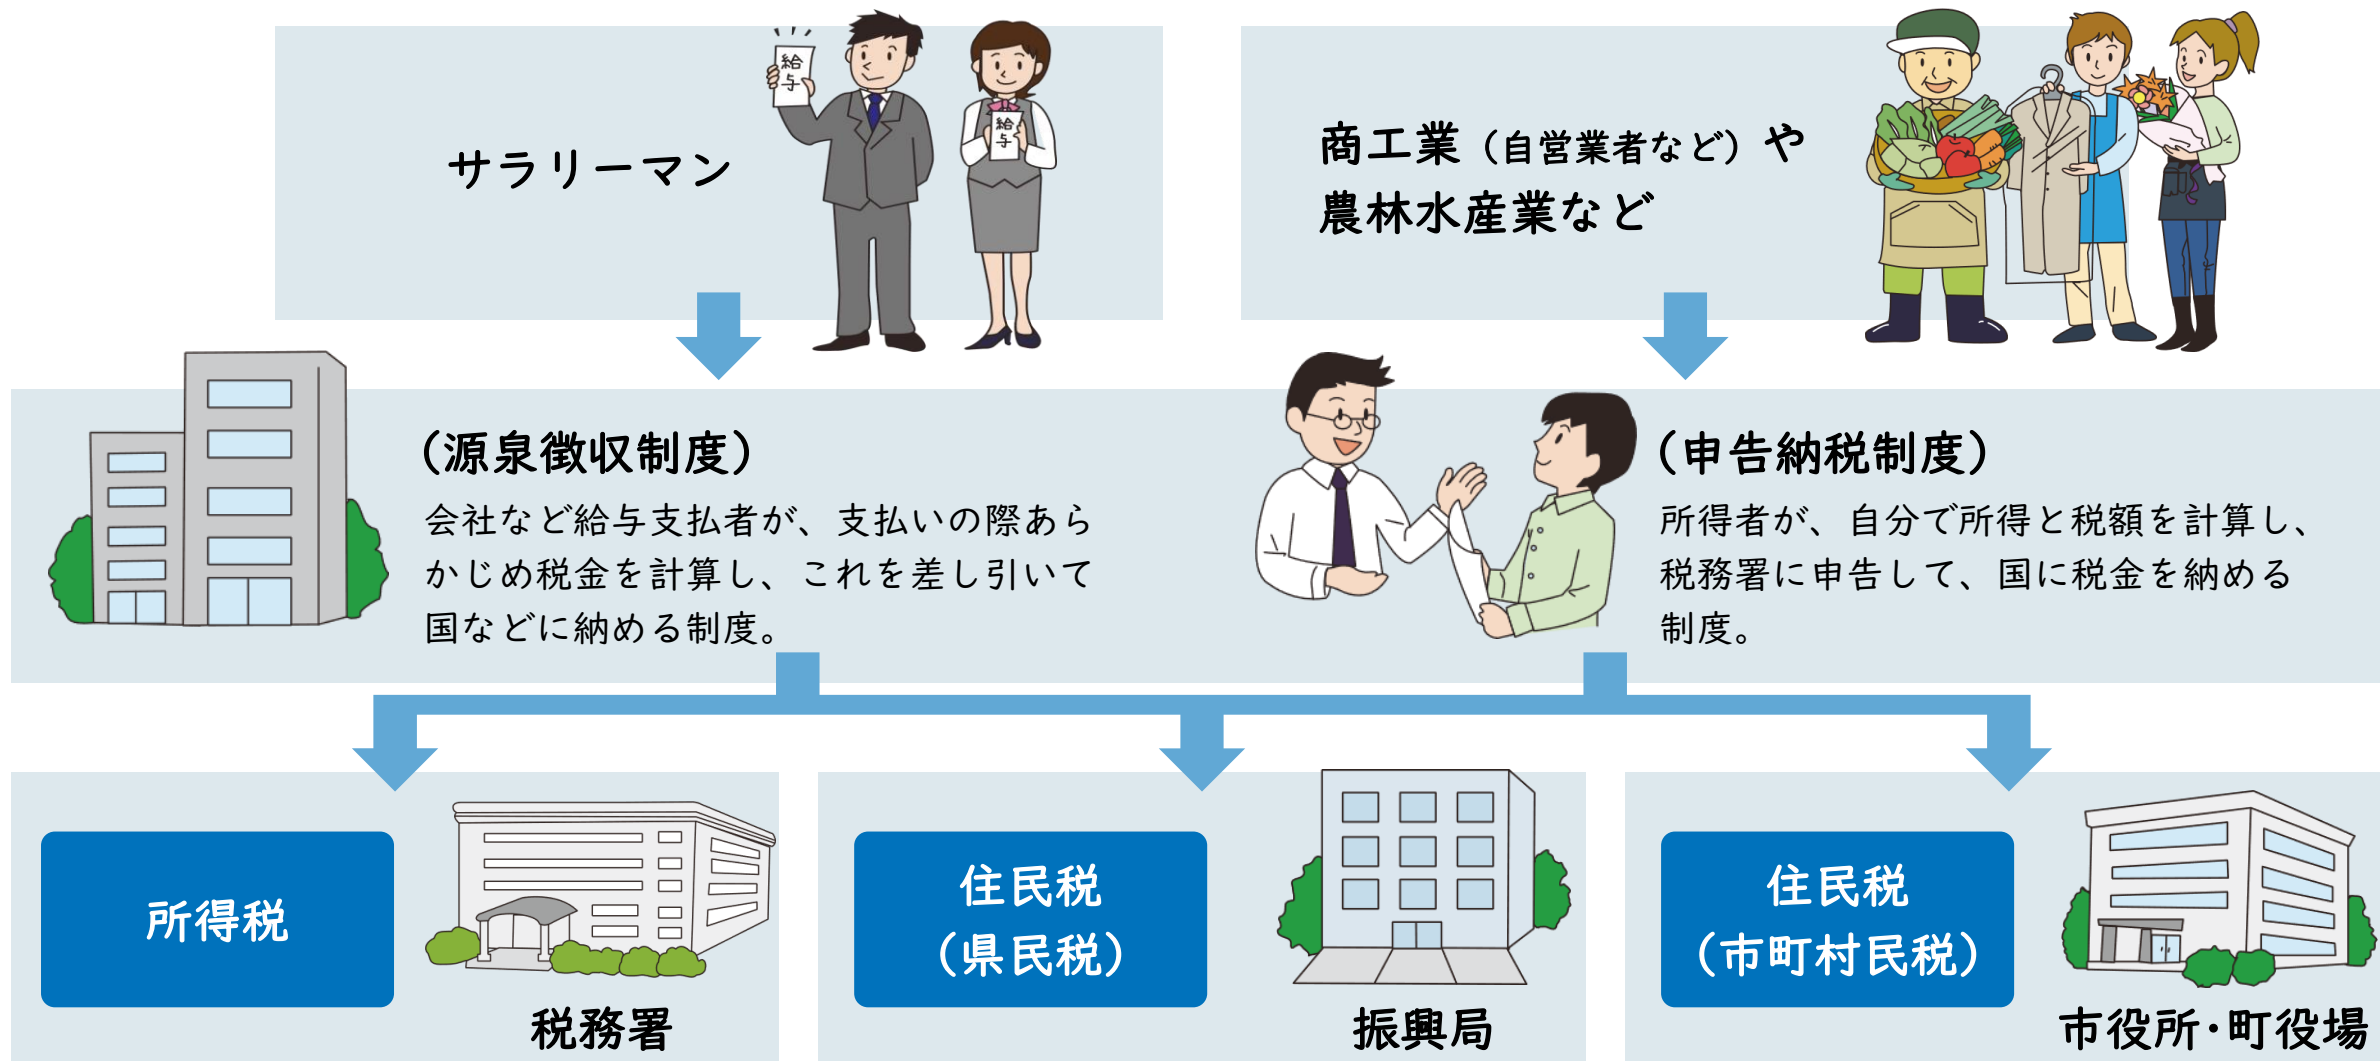 サラリーマン
給与
給与
商工業（自営業者など）や
農林水産業など
（源泉徴収制度）
会社など給与支払者が、支払いの際あら
かじめ税金を計算し、これを差し引いて
国などに納める制度。
（申告納税制度）
所得者が、自分で所得と税額を計算し、
税務署に申告して、国に税金を納める
制度。
所得税
税務署
住民税
（県民税）
振興局
住民税
（市町村民税）
市役所・町役場